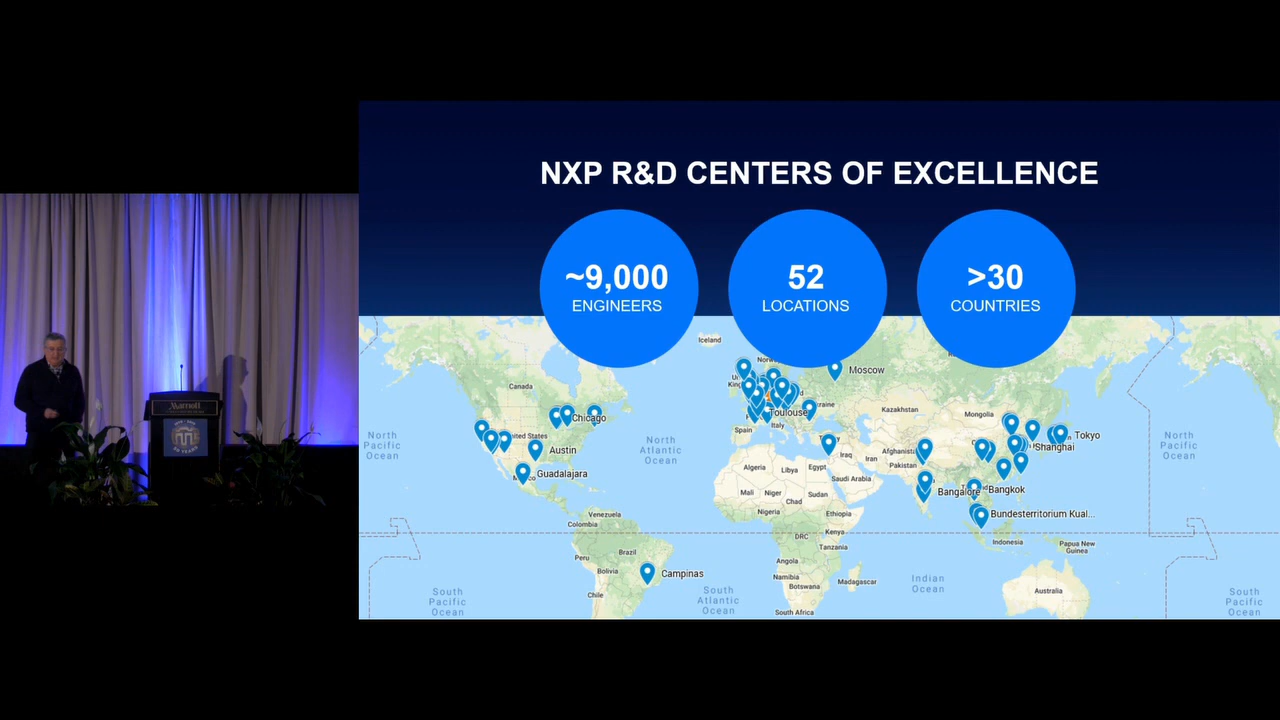 NXP R&D CENTERS OF EXCELLENCE
~9,000
ENGINEERS
52
LOCATIONS
>30
COUNTRIES
Iceland
Moscow
Canada
Kazakhstan
Mongolia
Chicago
Toulouse
Italy
Spain
North
Pacific
Ocean
United States
North
Atlantic
Ocean
Austin
Guadalajara
Iraq
Iran
Afghanistan
Pakistan
Tokyo
Shanghai
North
Pacific
Ocean
Algeria
Libya
Egypt
Saudi Arabia
Mali
Niger
Chad
Sudan
Nigeria
Ethiopia
Bangalore
Bangkok
Bundesterritorium Kual...
Venezuela
Colombia
DRC
Kenya
Tanzania
Indonesia
Papua New
Guinea
Peru
Brazil
Bolivia
Chile
Campinas
Angola
Namibia
Botswana
Madagascar
South Africa
South
Pacific
Ocean
South
Atlantic
Ocean
Indian
Ocean
Australia
South
Pacific
Ocean
Marriott
50 YEARS